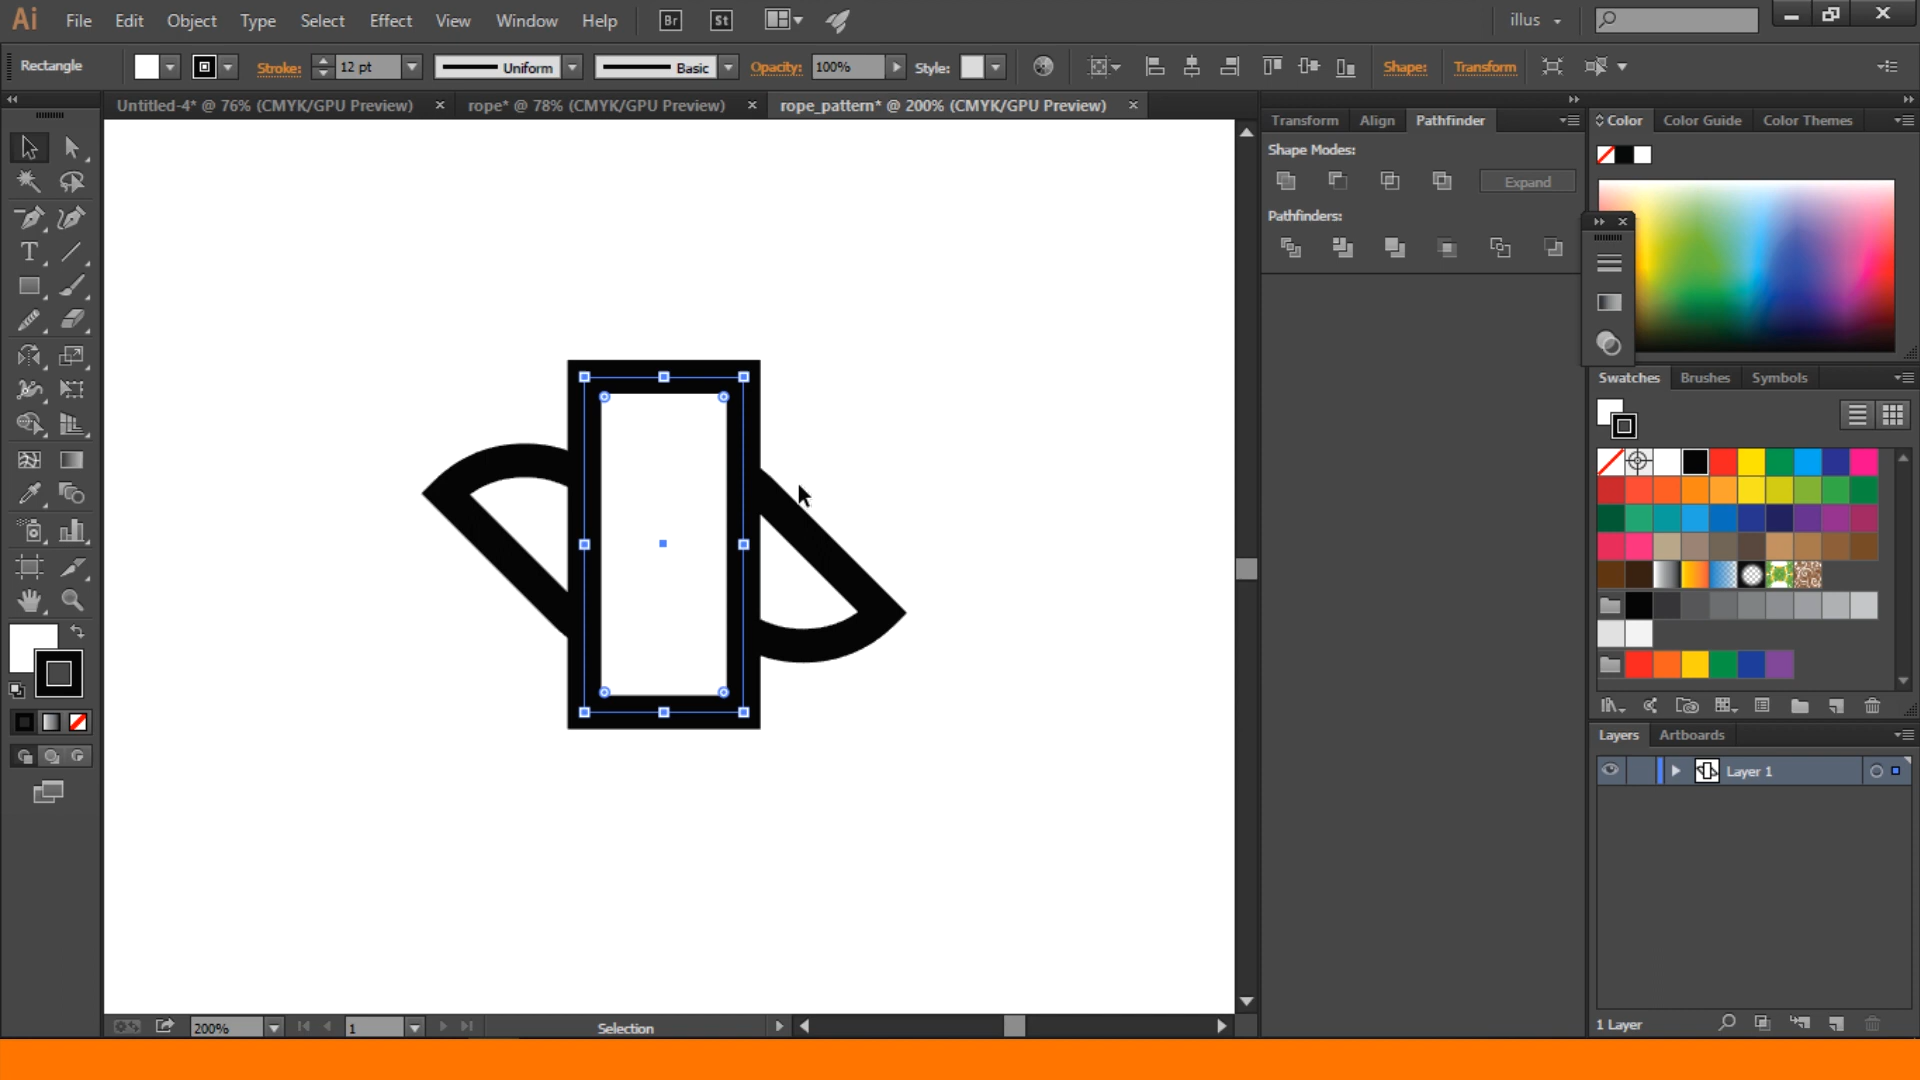 Ai File Edit Object Type Select Effect View Window Help Br St illus
Rectangle Stroke: 12 pt Uniform Basic Opacity: 100% Style: Shape: Transform
Untitled-4* @ 76% (CMYK/GPU Preview) × rope* @ 78% (CMYK/GPU Preview) × rope_pattern* @ 200% (CMYK/GPU Preview) ×
Transform Align Pathfinder
Color Color Guide Color Themes
Shape Modes:
Expand
Pathfinders:
T
Swatches Brushes Symbols
Layers Artboards
Layer 1
200% 1 Selection
1 Layer